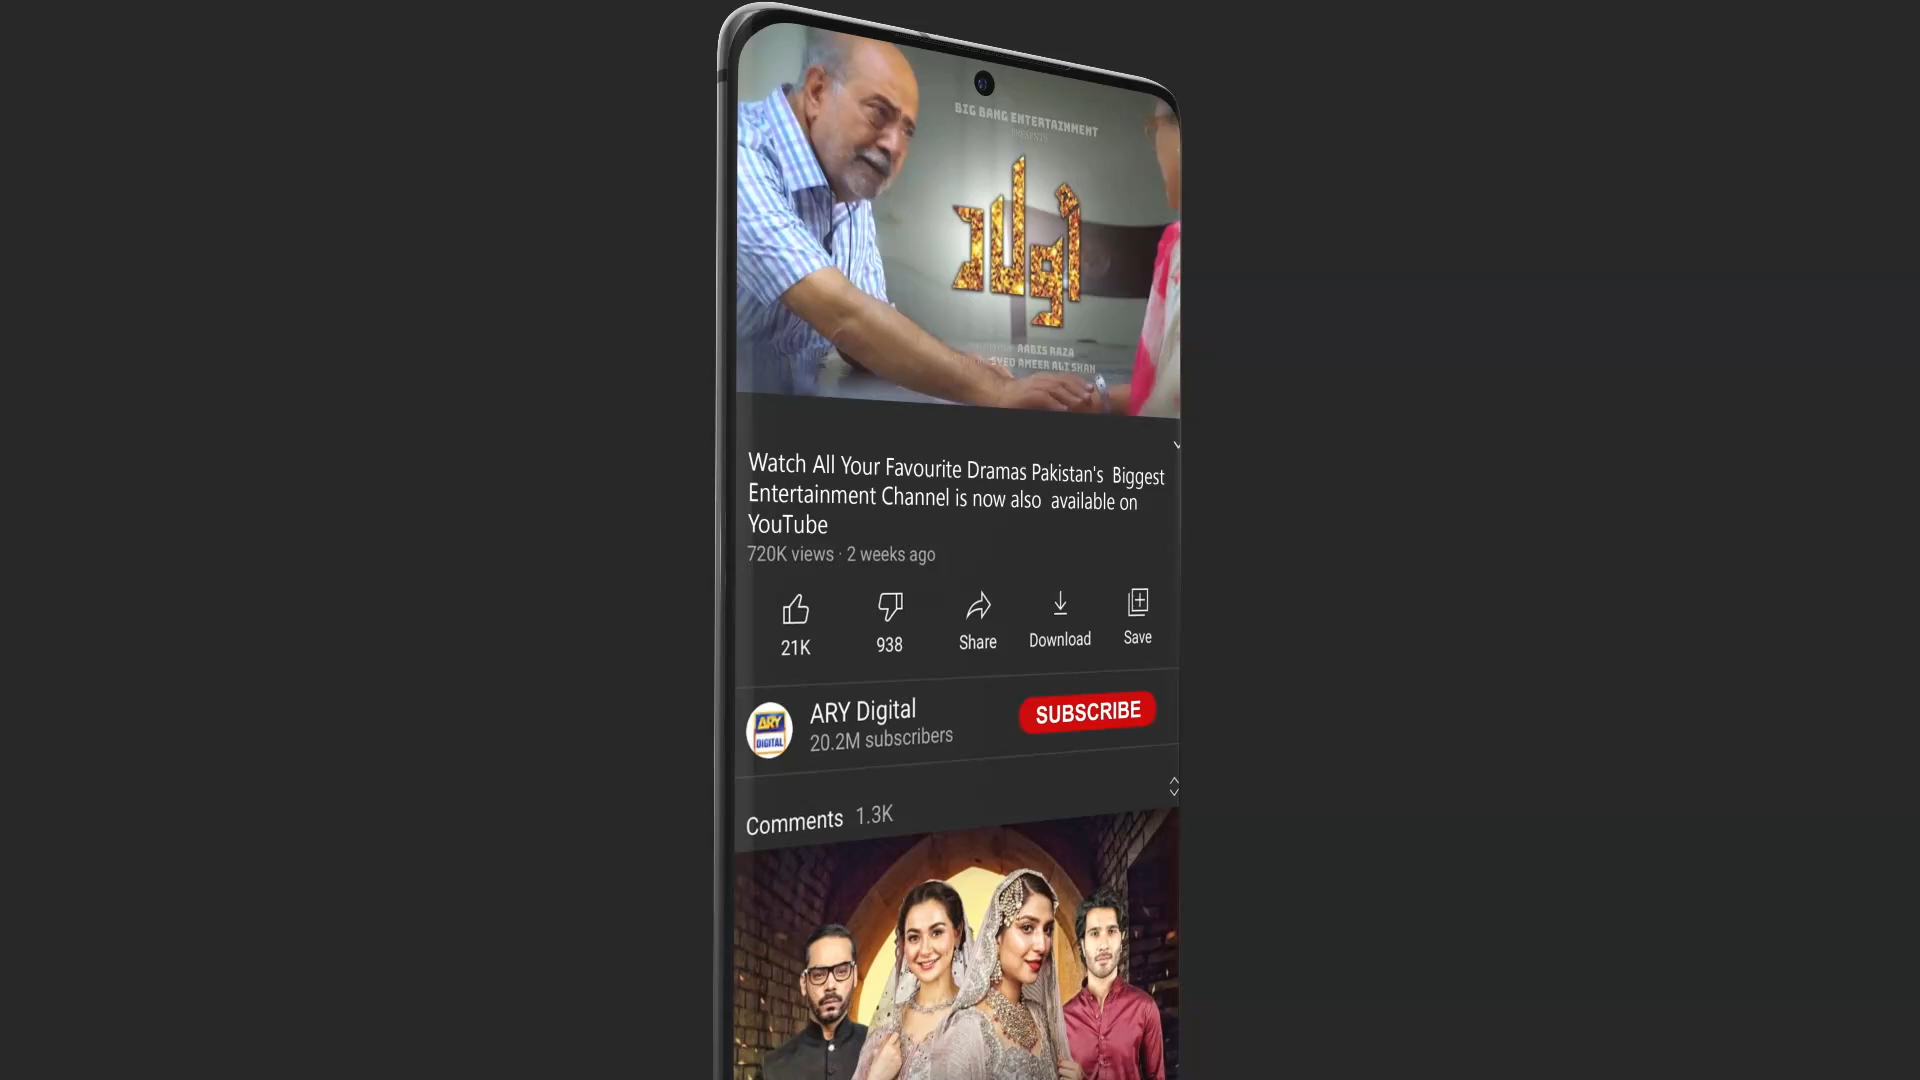 BIG BANG ENTERTAINMENT
PRESENTS
اولاد
AABIS RAZA
SYED AMEER ALI SHAH
Watch All Your Favourite Dramas Pakistan's Biggest
Entertainment Channel is now also available on
YouTube
720K views · 2 weeks ago
21K
938
Share
Download
Save
ARY
DIGITAL
ARY Digital
20.2M subscribers
SUBSCRIBE
Comments 1.3K